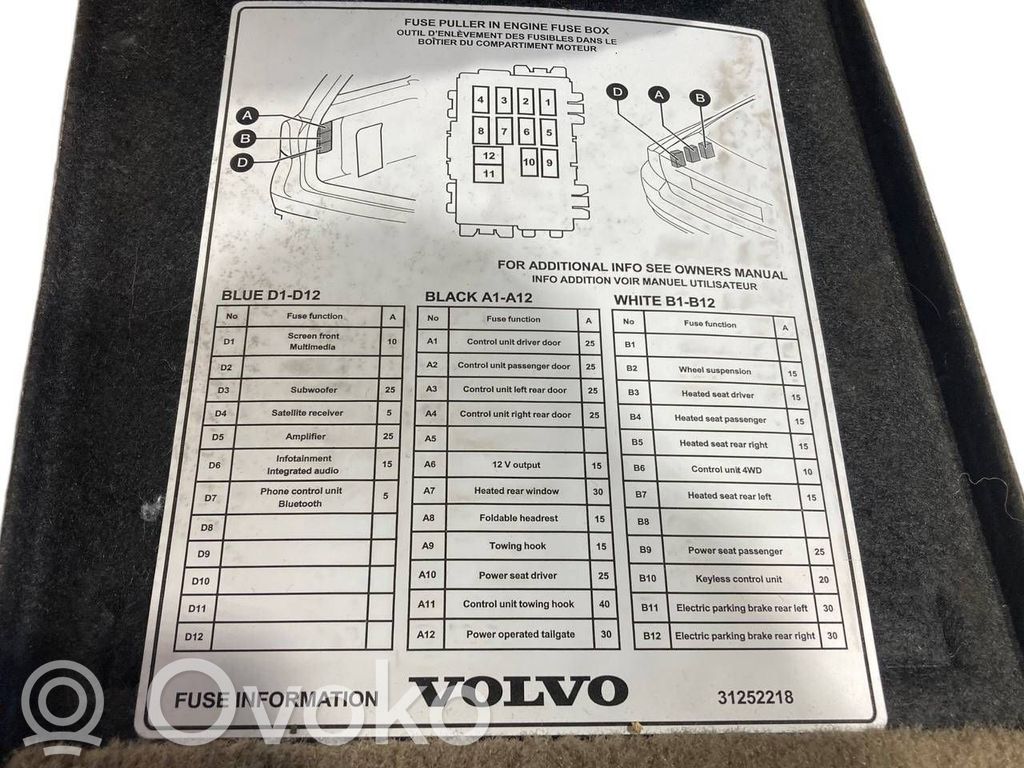 FUSE PULLER IN ENGINE FUSE BOX
OUTIL D'ENLÈVEMENT DES FUSIBLES DANS LE
BOÎTIER DU COMPARTIMENT MOTEUR
A
B
D
4 3 2 1
8 7 6 5
12 10 9
11
D A B
FOR ADDITIONAL INFO SEE OWNERS MANUAL
INFO ADDITION VOIR MANUEL UTILISATEUR
BLUE D1-D12
No Fuse function A
D1 Screen front Multimedia 10
D2
D3 Subwoofer 25
D4 Satellite receiver 5
D5 Amplifier 25
D6 Infotainment Integrated audio 15
D7 Phone control unit Bluetooth 5
D8
D9
D10
D11
D12
BLACK A1-A12
No Fuse function A
A1 Control unit driver door 25
A2 Control unit passenger door 25
A3 Control unit left rear door 25
A4 Control unit right rear door 25
A5
A6 12 V output 15
A7 Heated rear window 30
A8 Foldable headrest 15
A9 Towing hook 15
A10 Power seat driver 25
A11 Control unit towing hook 40
A12 Power operated tailgate 30
WHITE B1-B12
No Fuse function A
B1
B2 Wheel suspension 15
B3 Heated seat driver 15
B4 Heated seat passenger 15
B5 Heated seat rear right 15
B6 Control unit 4WD 10
B7 Heated seat rear left 15
B8
B9 Power seat passenger 25
B10 Keyless control unit 20
B11 Electric parking brake rear left 30
B12 Electric parking brake rear right 30
FUSE INFORMATION VOLVO 31252218
Ovoko